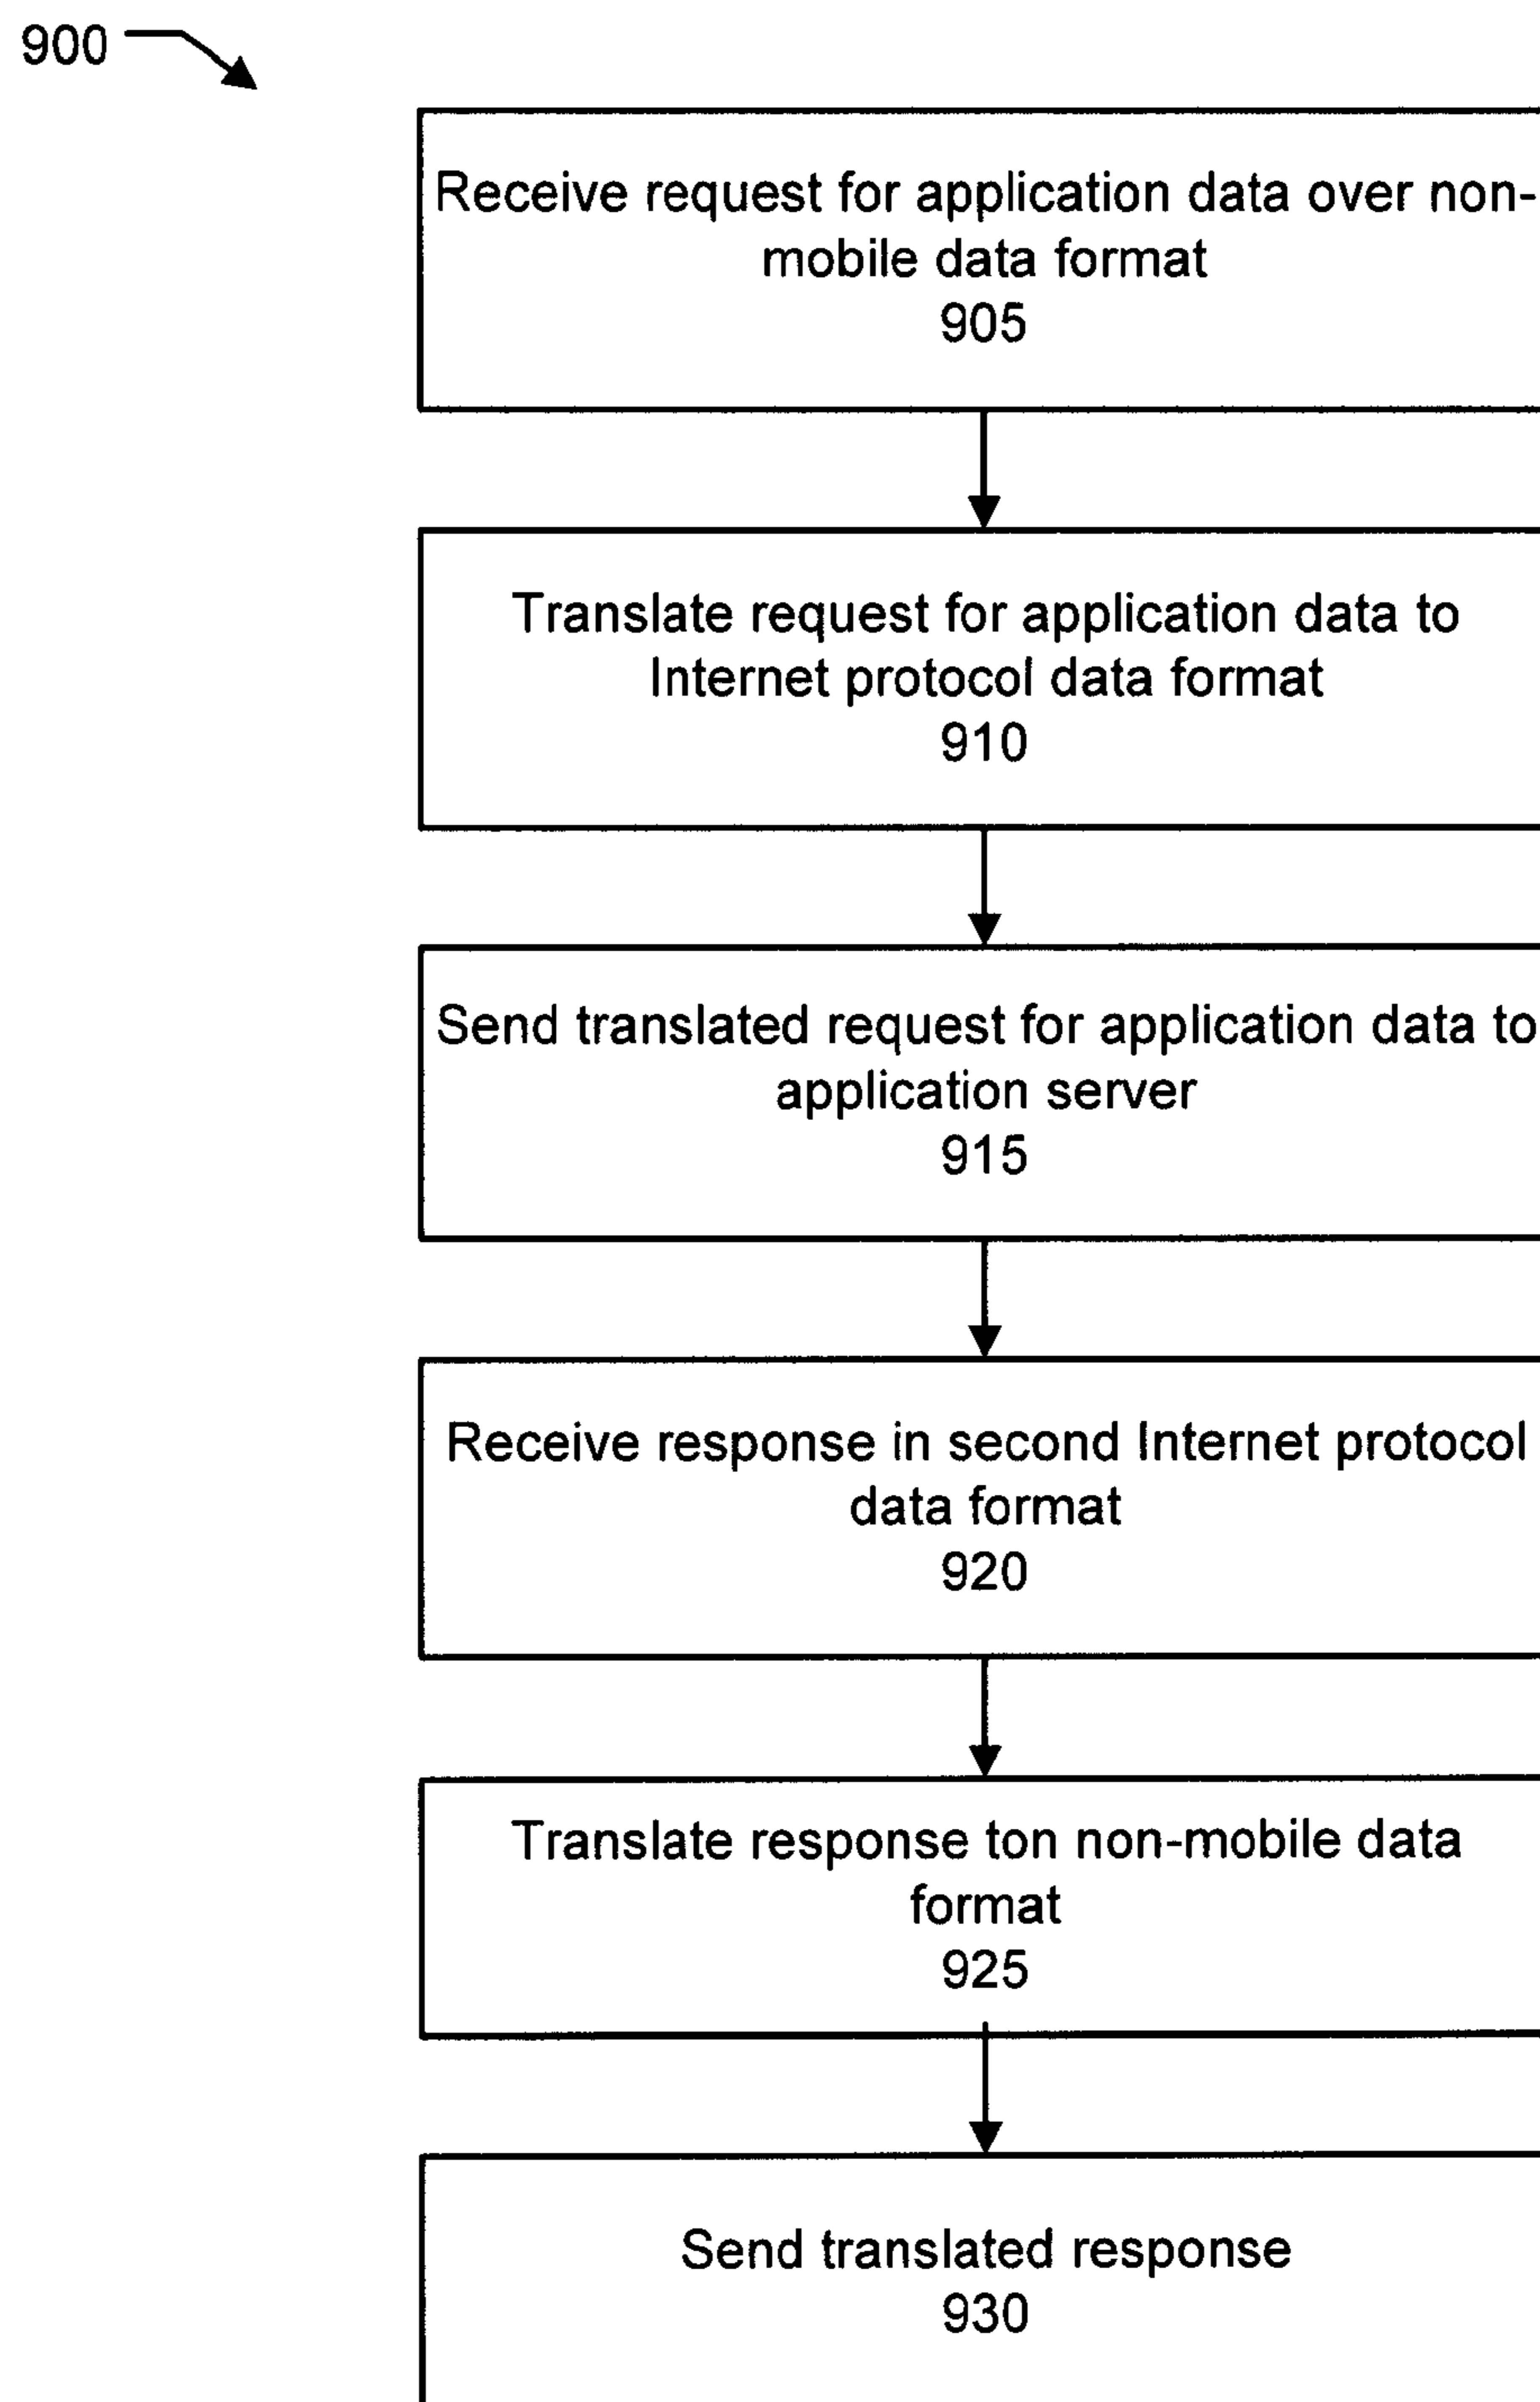 900
Receive request for application data over non-
mobile data format
905
Translate request for application data to
Internet protocol data format
910
Send translated request for application data to
application server
915
Receive response in second Internet protocol
data format
920
Translate response ton non-mobile data
format
925
Send translated response
930